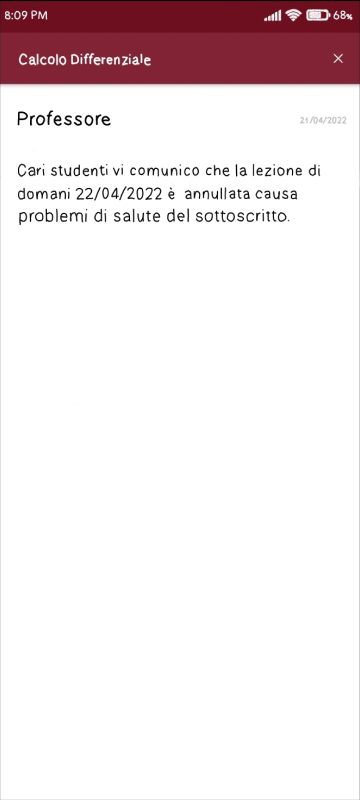 8:09 PM 68%
Calcolo Differenziale
Professore 21/04/2022
Cari studenti vi comunico che la lezione di
domani 22/04/2022 è annullata causa
problemi di salute del sottoscritto.